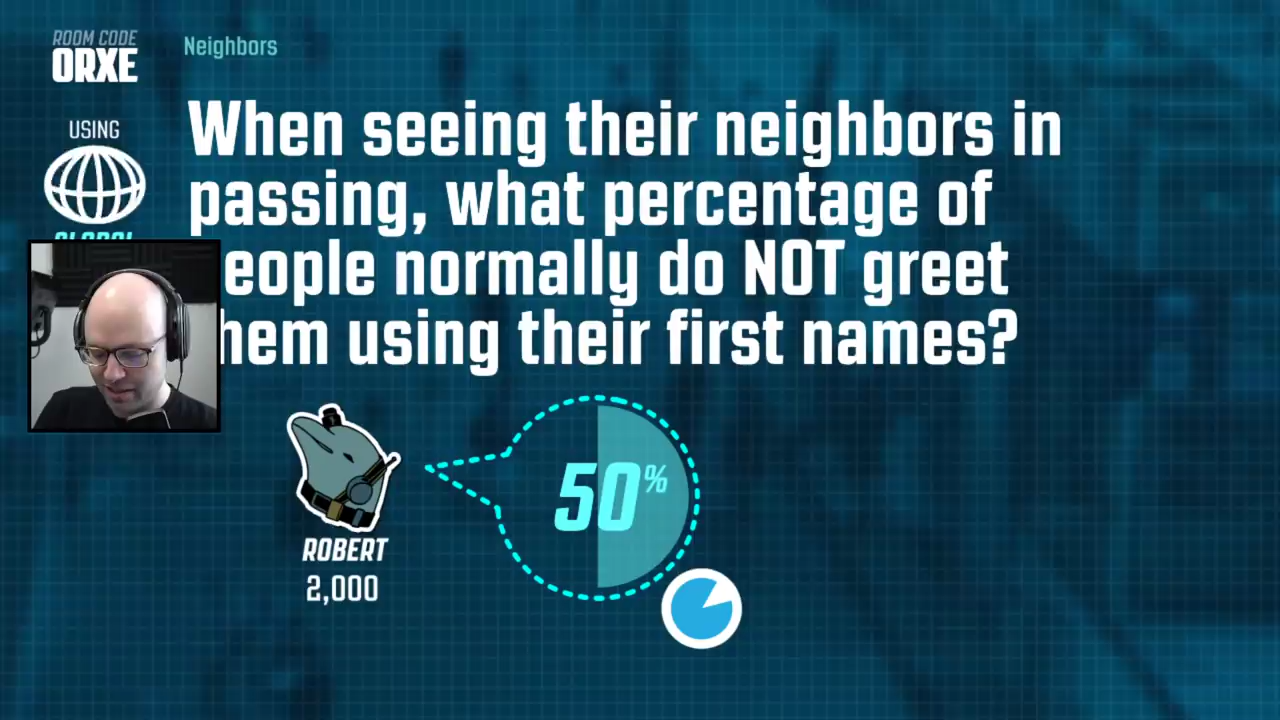 ROOM CODE
ORXE
Neighbors
USING
When seeing their neighbors in
passing, what percentage of
eople normally do NOT greet
hem using their first names?
50%
ROBERT
2,000